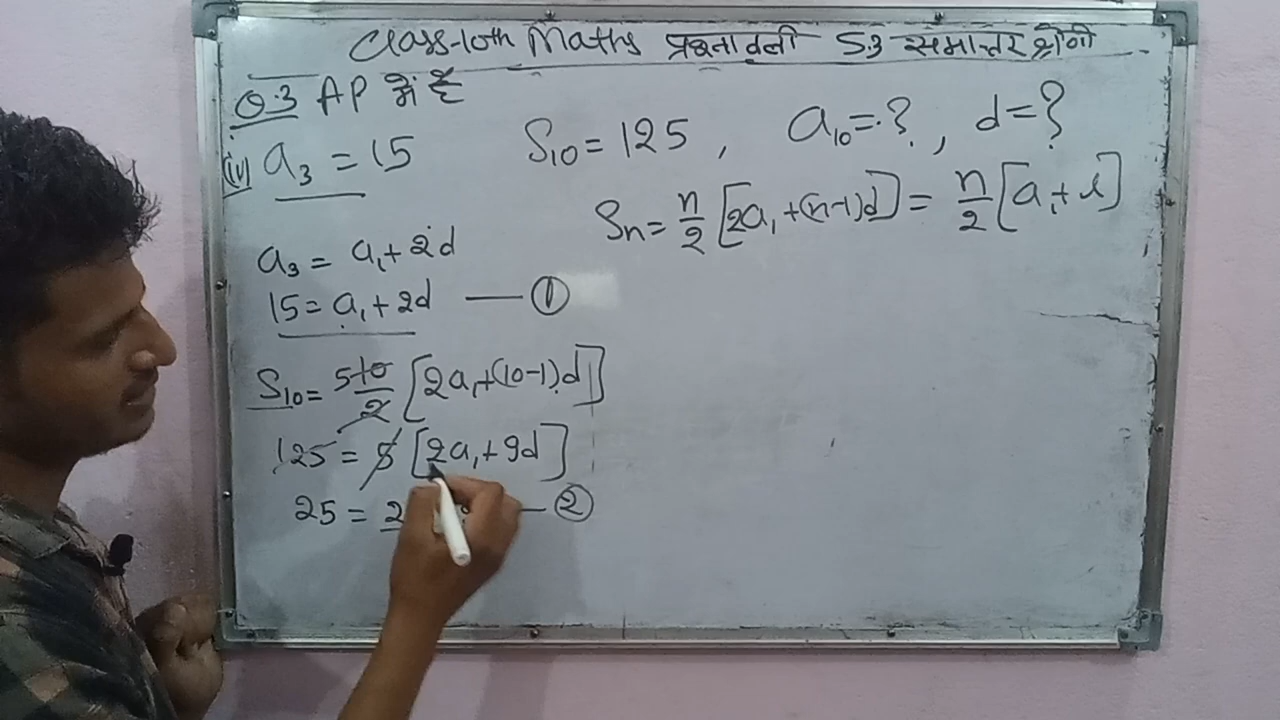 Class-10th Maths प्रश्नावली 5.3 समान्तर श्रेणी
Q.3 AP में है
(iv) a₃ = 15 S₁₀ = 125 , a₁₀ = ? , d = ?
Sn = n/2 [2a₁ + (n-1)d] = n/2 [a₁ + l]
a₃ = a₁ + 2d
15 = a₁ + 2d — ①
S₁₀ = 5 10/2 [2a₁ + (10-1)d]
125 = 5 [2a₁ + 9d]
25 = 2 — ②